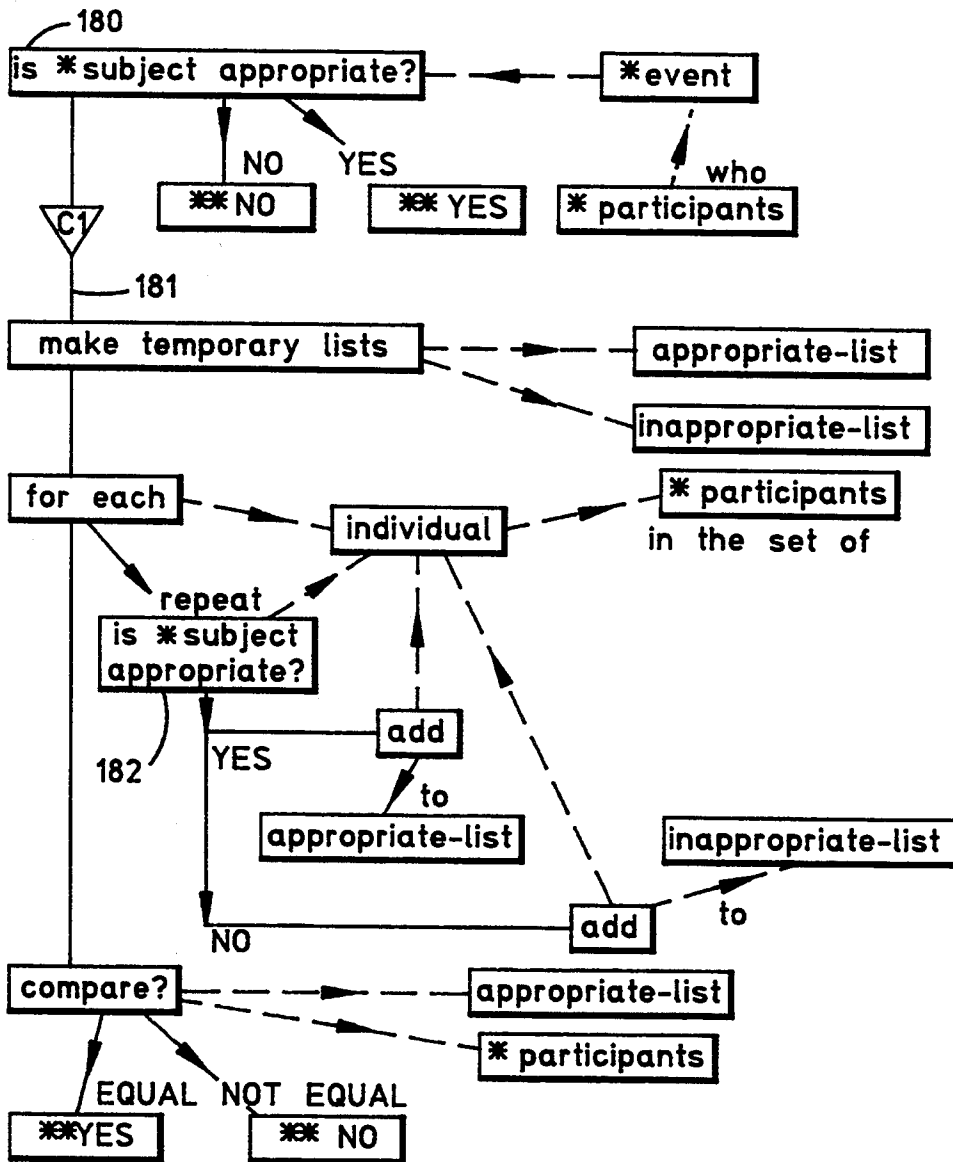 180
is *subject appropriate?
*event
NO YES
who
** NO
** YES
* participants
C1
181
make temporary lists
appropriate-list
inappropriate-list
for each
* participants
individual
in the set of
repeat
is *subject
appropriate?
add
YES
182
to
appropriate-list
inappropriate-list
add
to
NO
compare?
appropriate-list
* participants
EQUAL NOT EQUAL
**YES
** NO